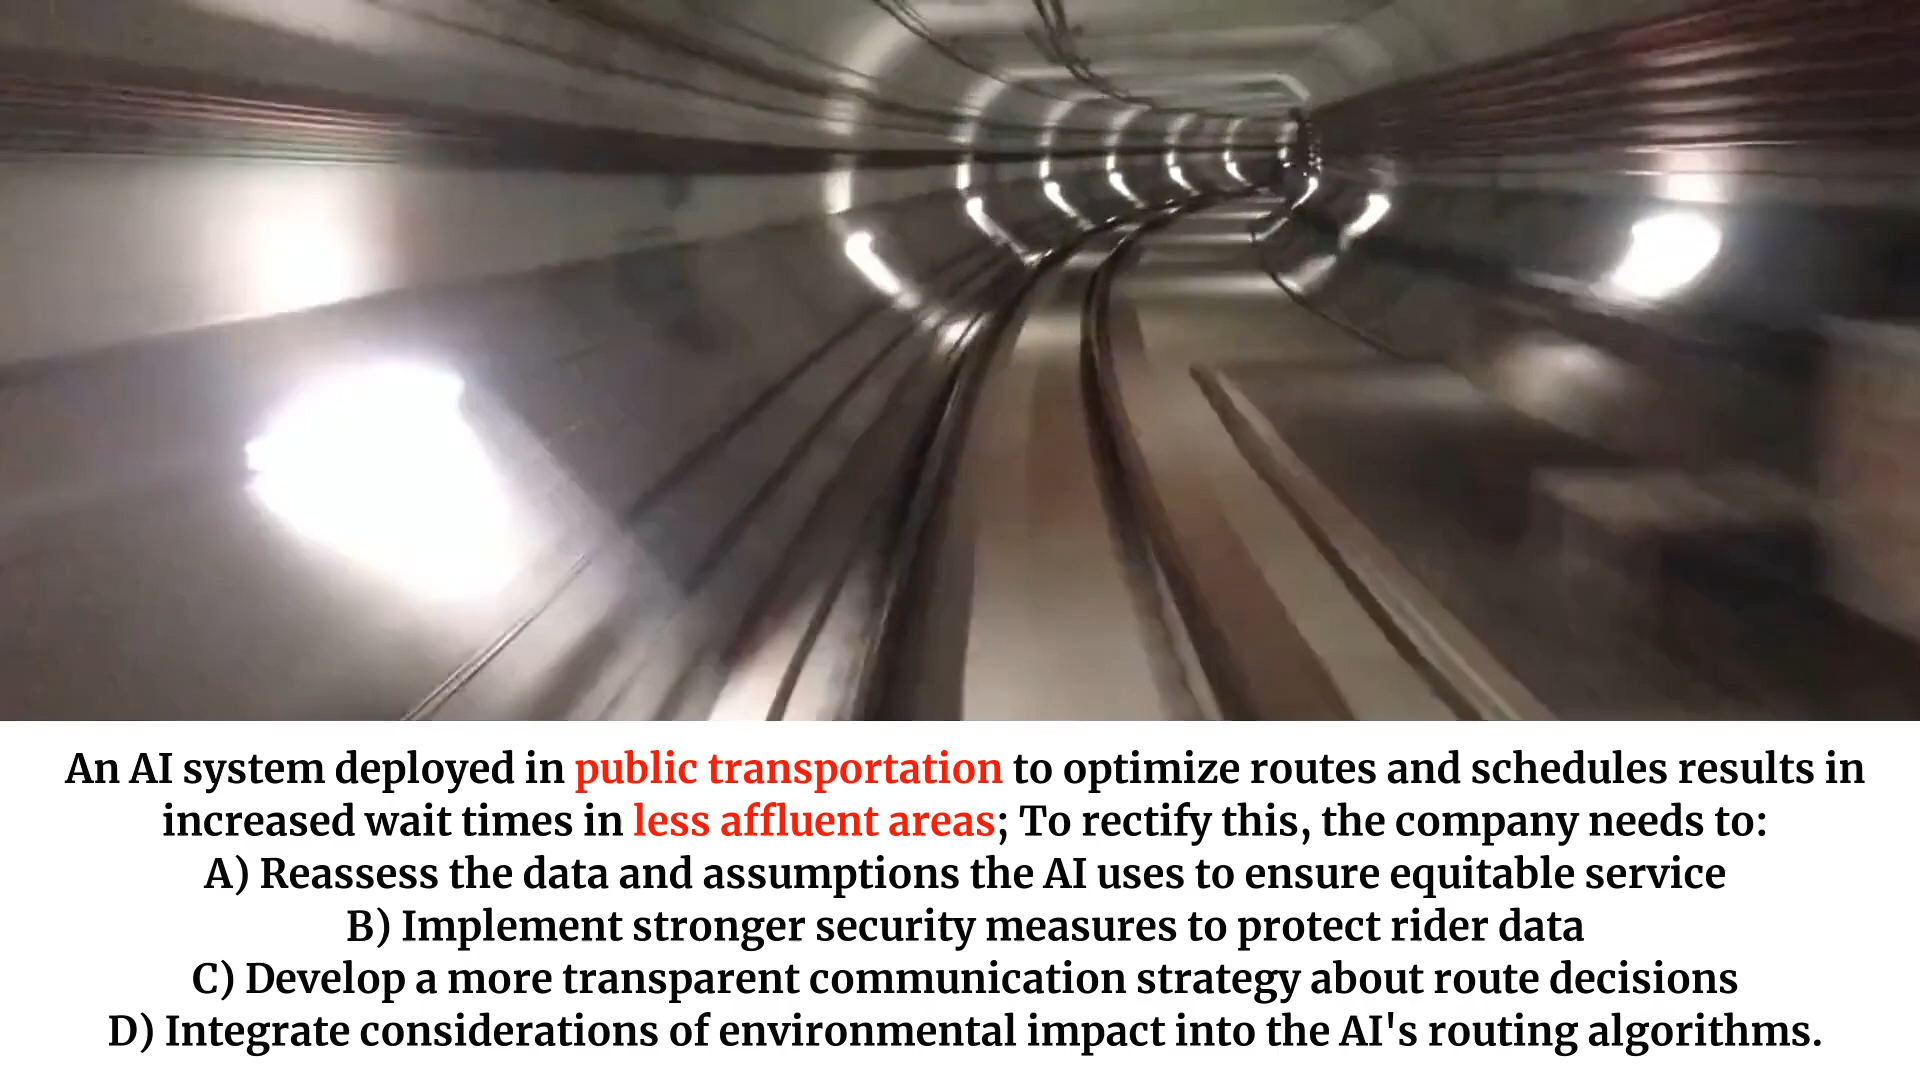 An AI system deployed in public transportation to optimize routes and schedules results in
increased wait times in less affluent areas; To rectify this, the company needs to:
A) Reassess the data and assumptions the AI uses to ensure equitable service
B) Implement stronger security measures to protect rider data
C) Develop a more transparent communication strategy about route decisions
D) Integrate considerations of environmental impact into the AI's routing algorithms.